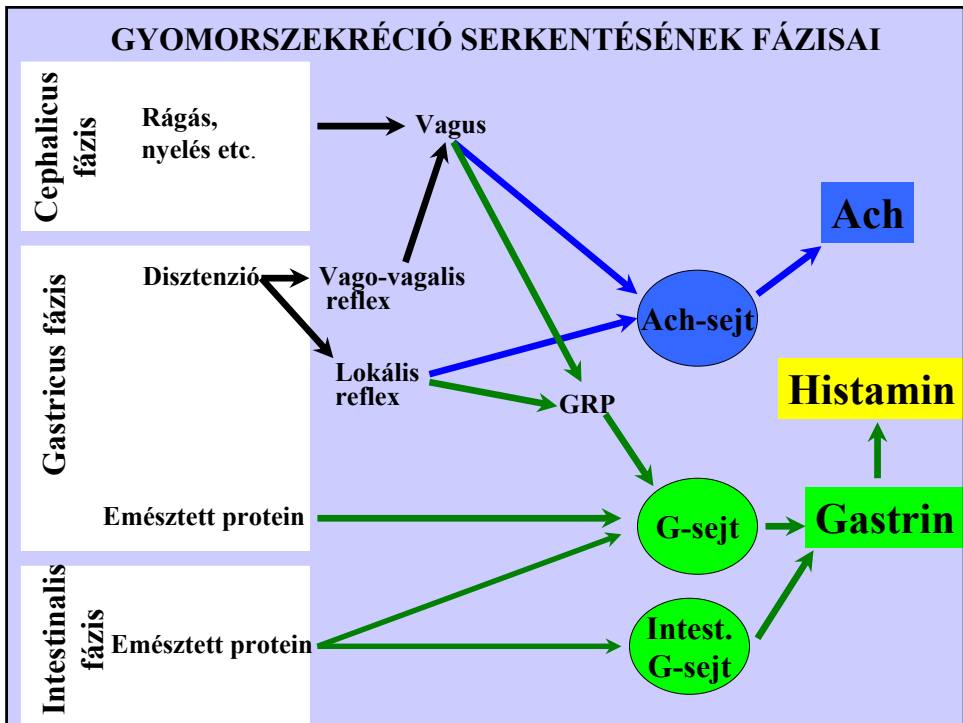 GYOMORSZEKRÉCIÓ SERKENTÉSÉNEK FÁZISAI
Cephalicus
fázis
Rágás,
nyelés etc.
Vagus
Ach
Gastricus fázis
Disztenzió
Vago-vagalis
reflex
Ach-sejt
Lokális
reflex
GRP
Histamin
Emésztett protein
G-sejt
Gastrin
Intestinalis
fázis
Emésztett protein
Intest.
G-sejt